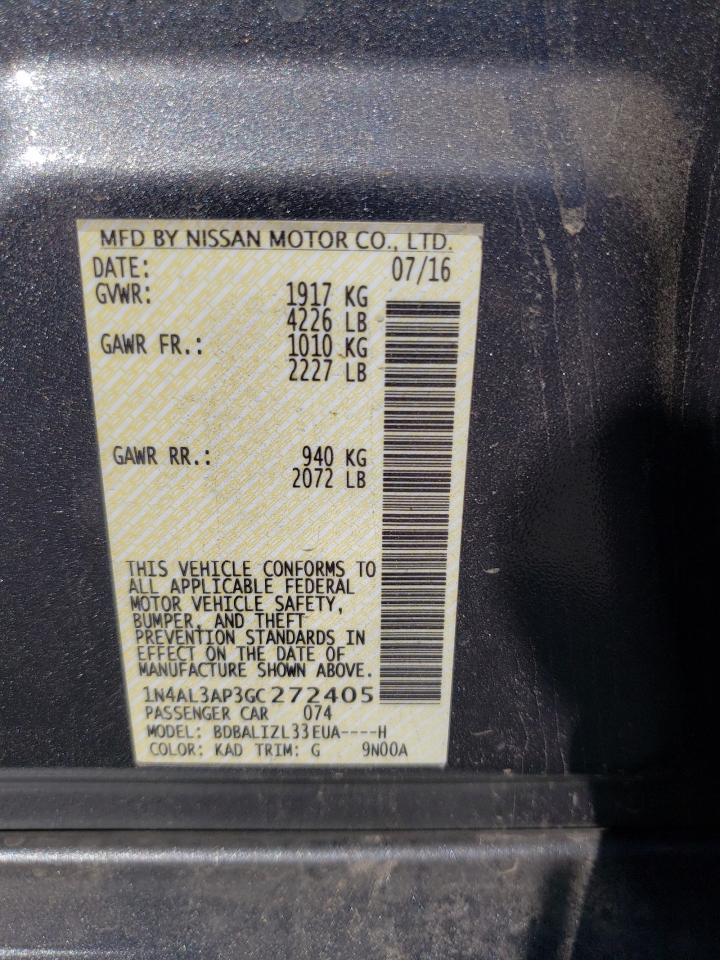 MFD BY NISSAN MOTOR CO., LTD.
DATE: 07/16
GVWR: 1917 KG
4226 LB
GAWR FR.: 1010 KG
2227 LB
GAWR RR.: 940 KG
2072 LB
THIS VEHICLE CONFORMS TO
ALL APPLICABLE FEDERAL
MOTOR VEHICLE SAFETY,
BUMPER, AND THEFT
PREVENTION STANDARDS IN
EFFECT ON THE DATE OF
MANUFACTURE SHOWN ABOVE.
1N4AL3AP3GC272405
PASSENGER CAR 074
MODEL: BDBALIZL33EUA----H
COLOR: KAD TRIM: G 9N00A